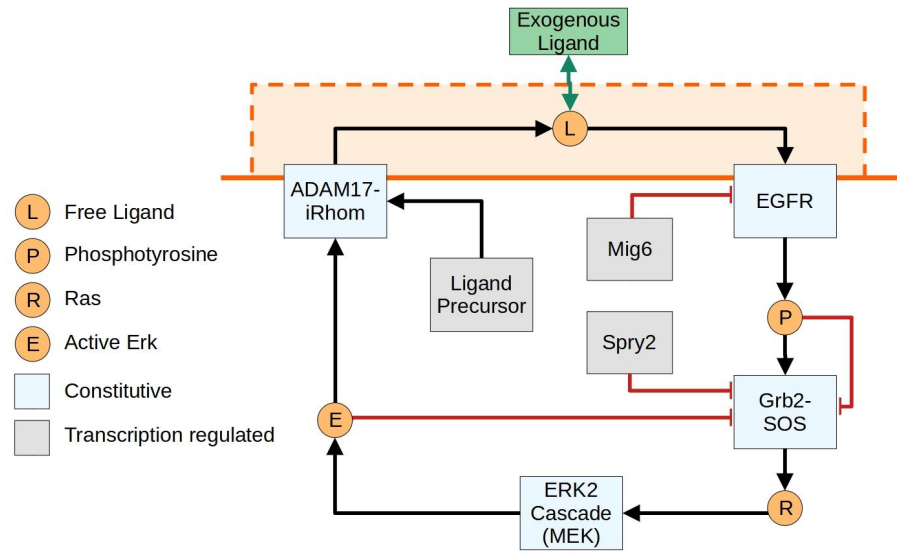 Exogenous
Ligand
L
ADAM17-
iRhom
EGFR
L Free Ligand
Mig6
P Phosphotyrosine
Ligand
Precursor
R Ras
P
E Active Erk
Spry2
Constitutive
Grb2-
SOS
E
Transcription regulated
ERK2
Cascade
(MEK)
R